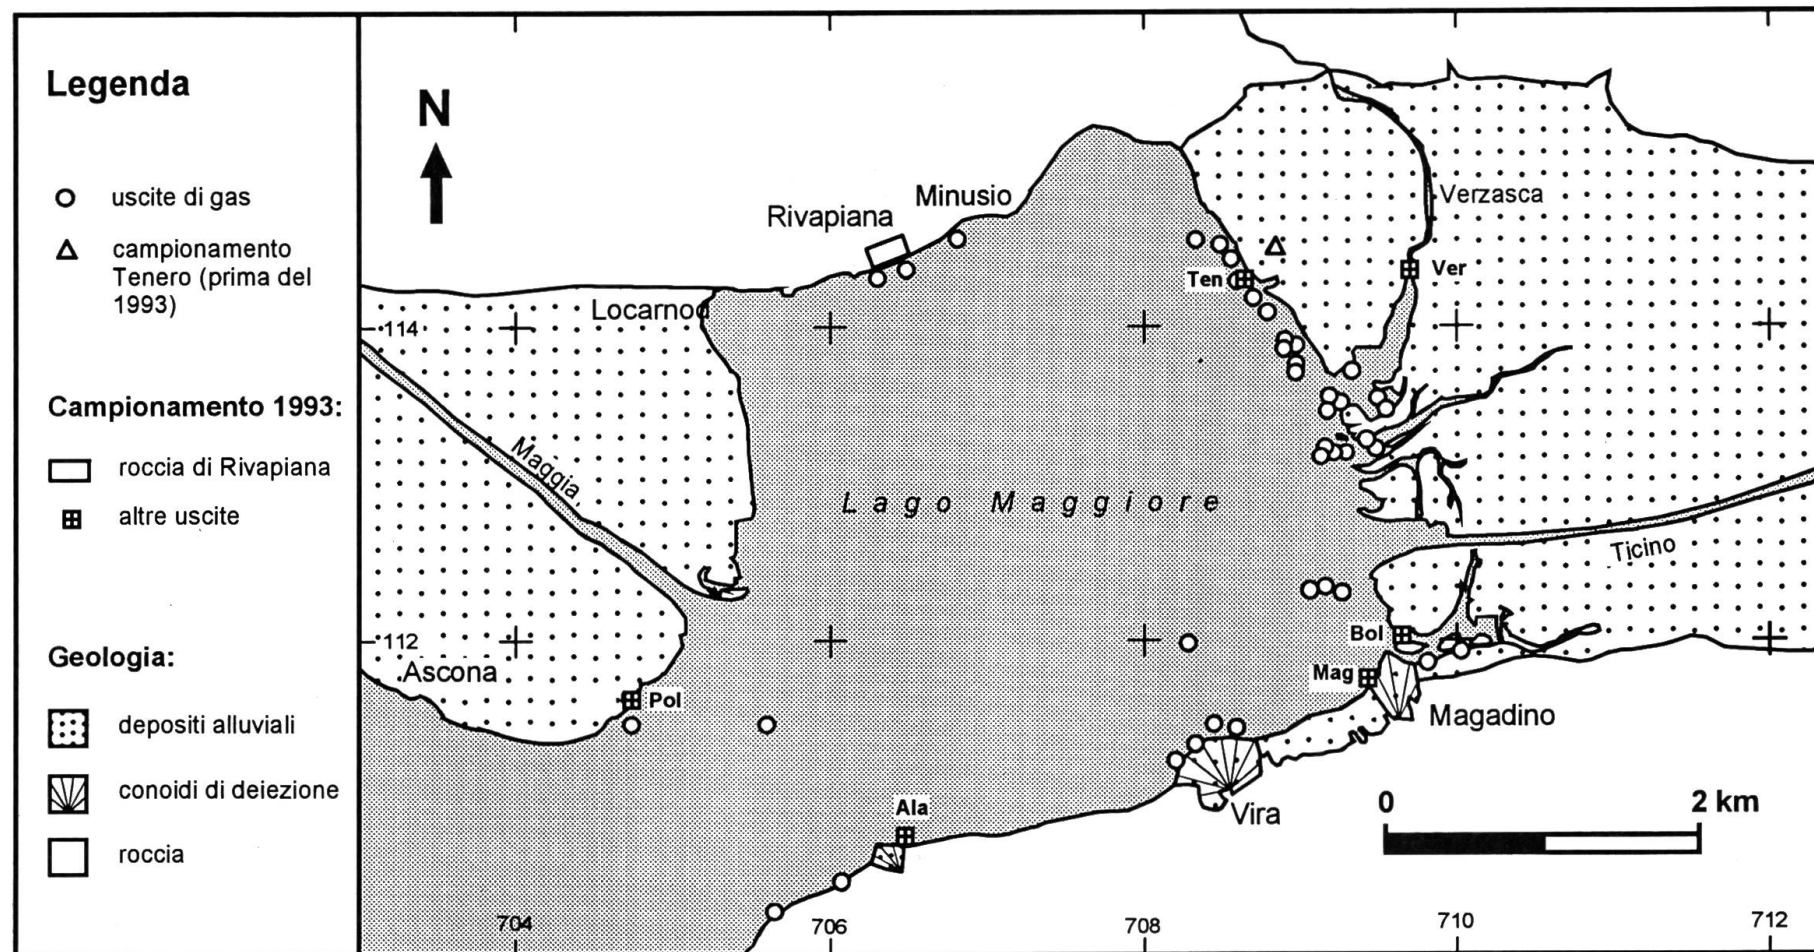 Legenda
uscite di gas
campionamento
Tenero (prima del
1993)
Campionamento 1993:
roccia di Rivapiana
altre uscite
Geologia:
depositi alluviali
conoidi di deiezione
roccia
N
Minusio
Rivapiana
Verzasca
Ten
Ver
Locarno
114
Maggia
Lago Maggiore
Ticino
112
Bol
Ascona
Mag
Pol
Magadino
Ala
Vira
0
2 km
704
706
708
710
712